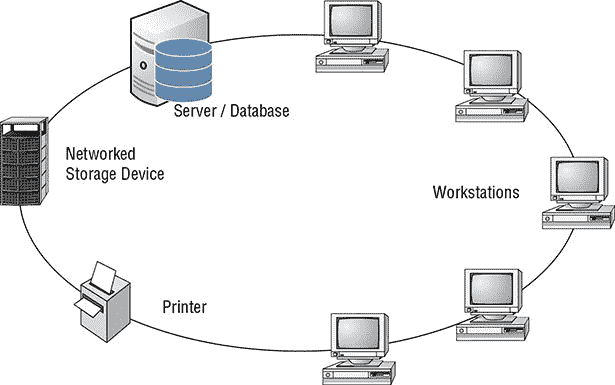 Server / Database
Networked
Storage Device
Workstations
Printer